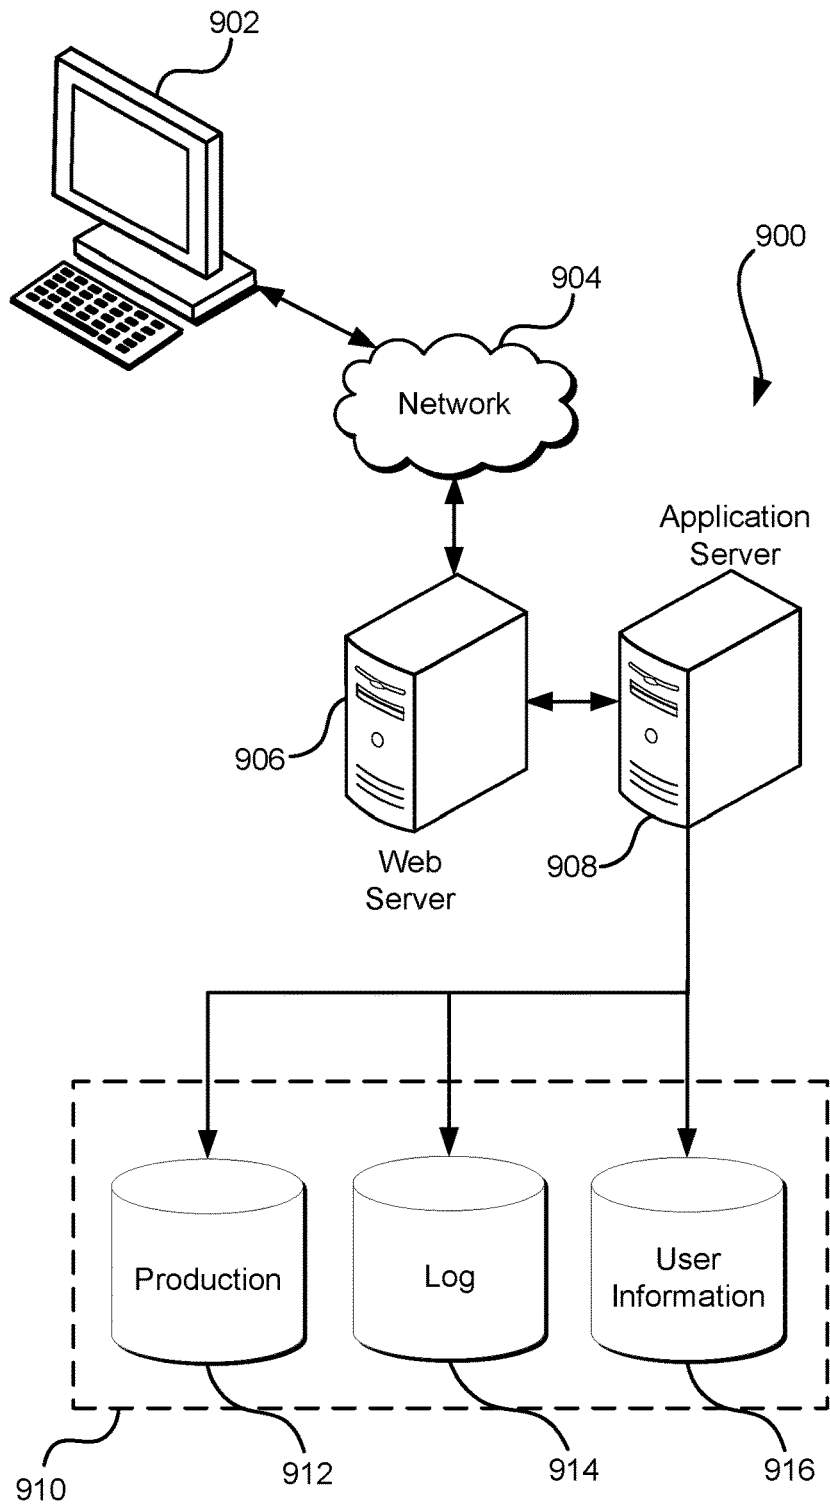 902
900
904
Network
Application
Server
906
908
Web
Server
Production
Log
User
Information
910
912
914
916